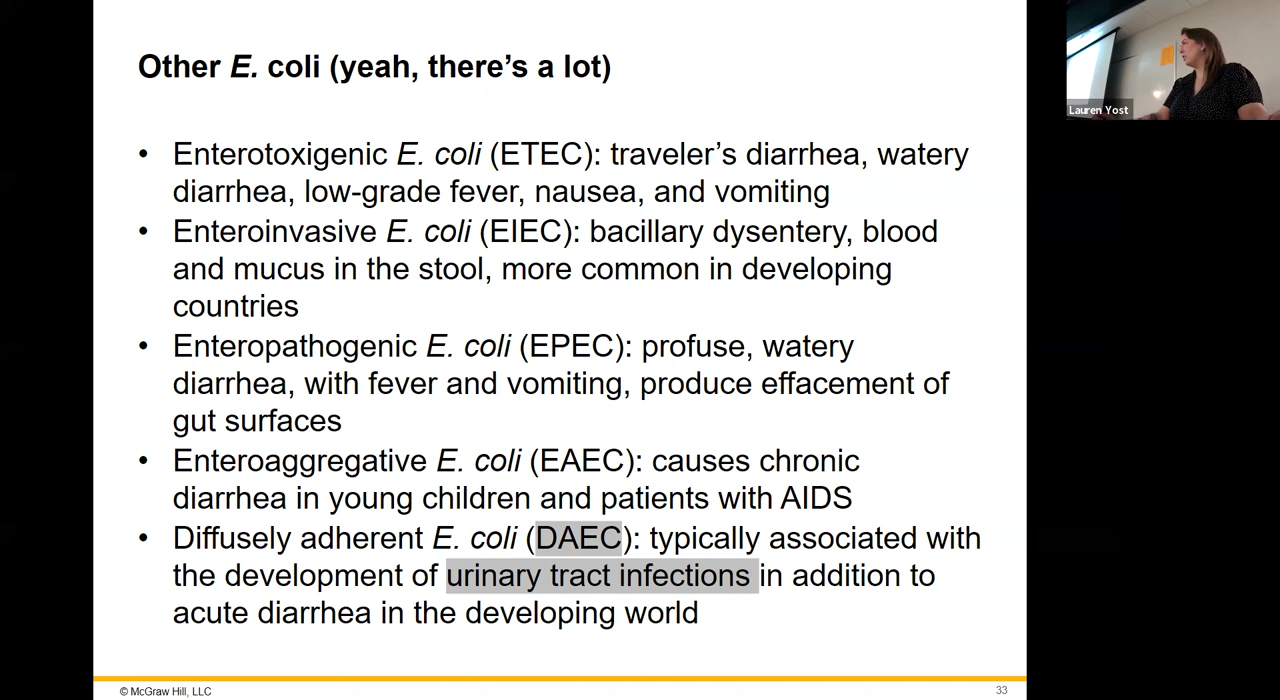 Other E. coli (yeah, there's a lot)
• Enterotoxigenic E. coli (ETEC): traveler's diarrhea, watery
diarrhea, low-grade fever, nausea, and vomiting
• Enteroinvasive E. coli (EIEC): bacillary dysentery, blood
and mucus in the stool, more common in developing
countries
• Enteropathogenic E. coli (EPEC): profuse, watery
diarrhea, with fever and vomiting, produce effacement of
gut surfaces
• Enteroaggregative E. coli (EAEC): causes chronic
diarrhea in young children and patients with AIDS
• Diffusely adherent E. coli (DAEC): typically associated with
the development of urinary tract infections in addition to
acute diarrhea in the developing world
© McGraw Hill, LLC
33
Lauren Yost